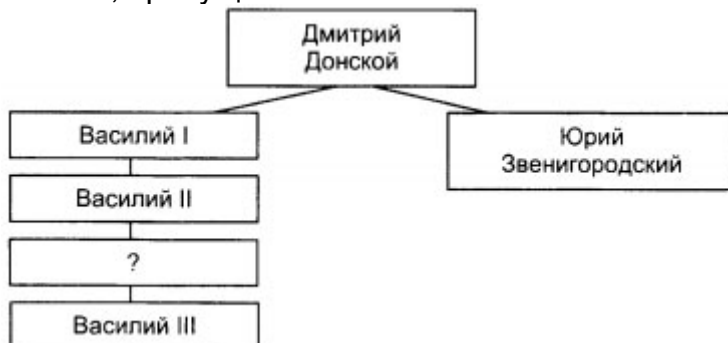 Дмитрий
Донской
Василий I
Юрий
Звенигородский
Василий II
?
Василий III